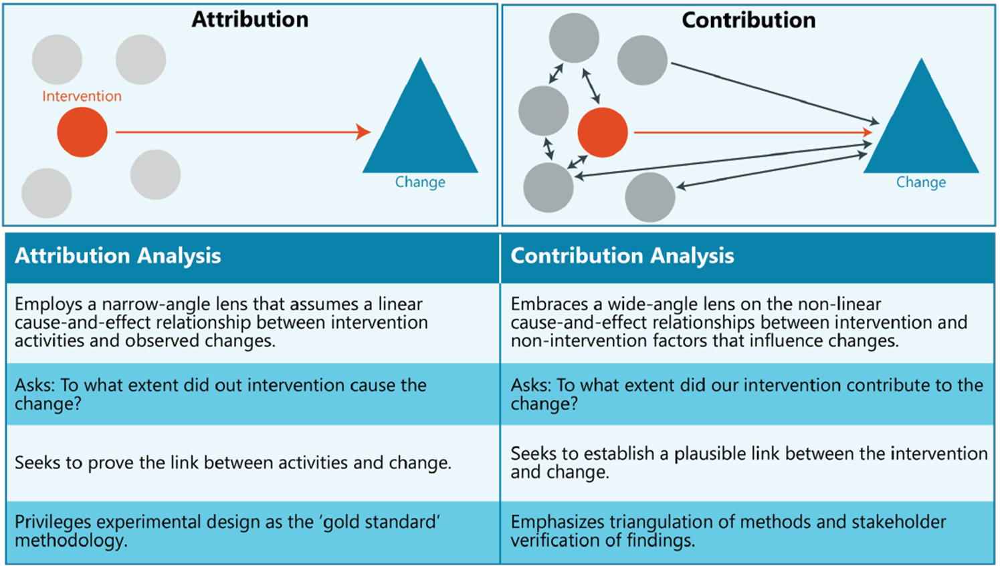 Attribution
Intervention
Change
Contribution
Change
Attribution Analysis
Contribution Analysis
Employs a narrow-angle lens that assumes a linear
cause-and-effect relationship between intervention
activities and observed changes.
Embraces a wide-angle lens on the non-linear
cause-and-effect relationships between intervention and
non-intervention factors that influence changes.
Asks: To what extent did out intervention cause the
change?
Asks: To what extent did our intervention contribute to the
change?
Seeks to prove the link between activities and change.
Seeks to establish a plausible link between the intervention
and change.
Privileges experimental design as the ‘gold standard’
methodology.
Emphasizes triangulation of methods and stakeholder
verification of findings.